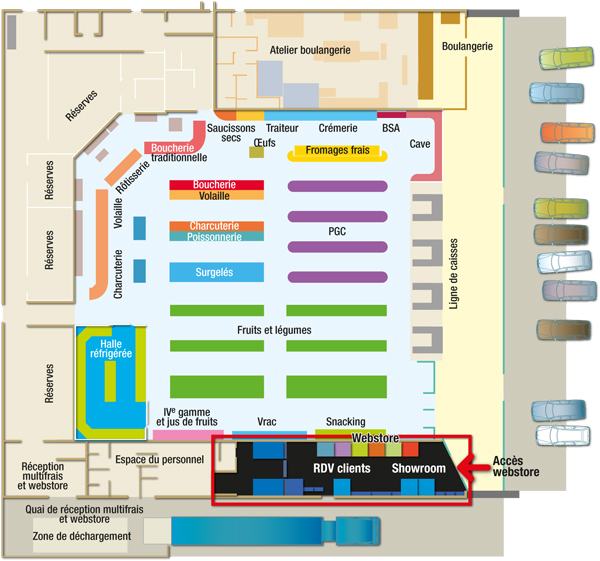 Atelier boulangerie
Boulangerie
Réserves
Saucissons
secs
Traiteur
Crémerie
BSA
Œufs
Fromages frais
Cave
Boucherie
traditionnelle
Rôtisserie
Réserves
Volaille
Boucherie
Volaille
PGC
Charcuterie
Poissonnerie
Réserves
Charcuterie
Surgelés
Ligne de caisses
Fruits et légumes
Halle
réfrigérée
Réserves
IVe gamme
et jus de fruits
Vrac
Snacking
Webstore
Réception
multifrais
et webstore
Espace du personnel
RDV clients
Showroom
Accès
webstore
Quai de réception multifrais
et webstore
Zone de déchargement